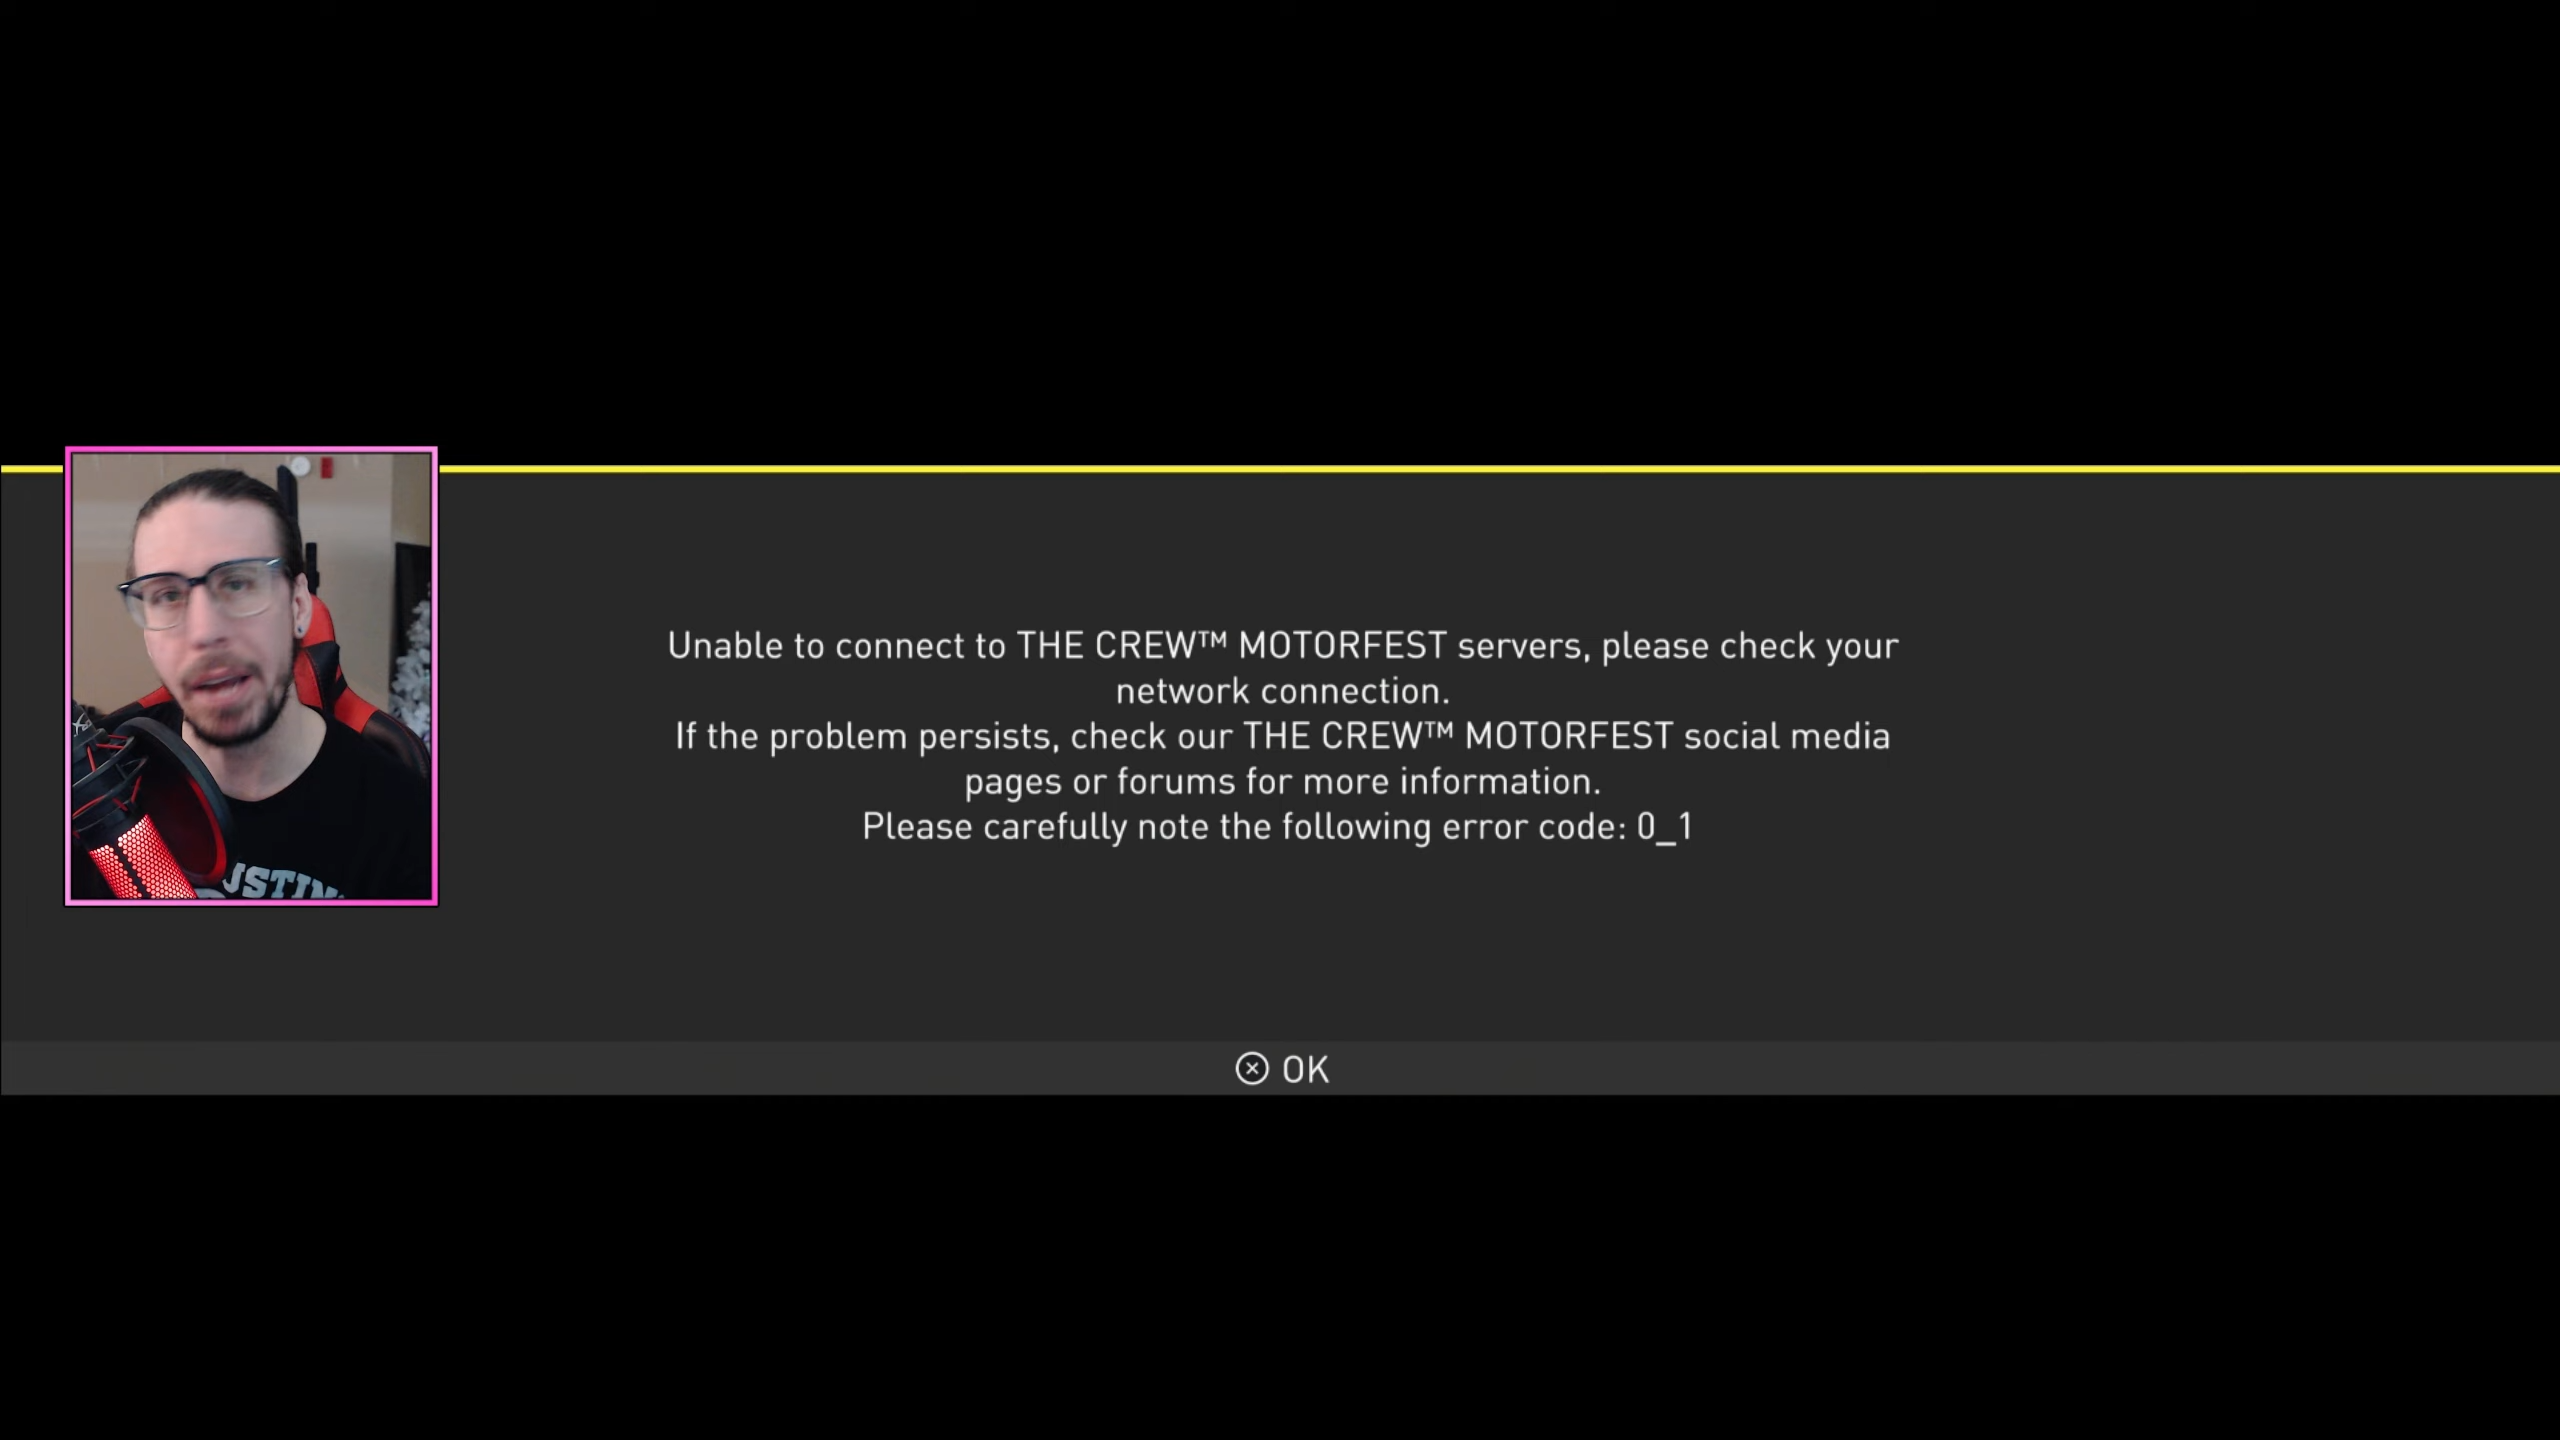 Unable to connect to THE CREW™ MOTORFEST servers, please check your
network connection.
If the problem persists, check our THE CREW™ MOTORFEST social media
pages or forums for more information.
Please carefully note the following error code: 0_1
OK